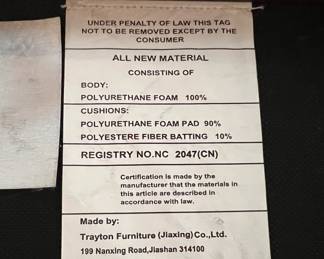 UNDER PENALTY OF LAW THIS TAG
NOT TO BE REMOVED EXCEPT BY THE
CONSUMER
ALL NEW MATERIAL
CONSISTING OF
BODY:
POLYURETHANE FOAM 100%
CUSHIONS:
POLYURETHANE FOAM PAD 90%
POLYESTERE FIBER BATTING 10%
REGISTRY NO.NC 2047(CN)
Certification is made by the
manufacturer that the materials in
this article are described in
accordance with law.
Made by:
Trayton Furniture (Jiaxing)Co.,Ltd.
199 Nanxing Road,Jiashan 314100